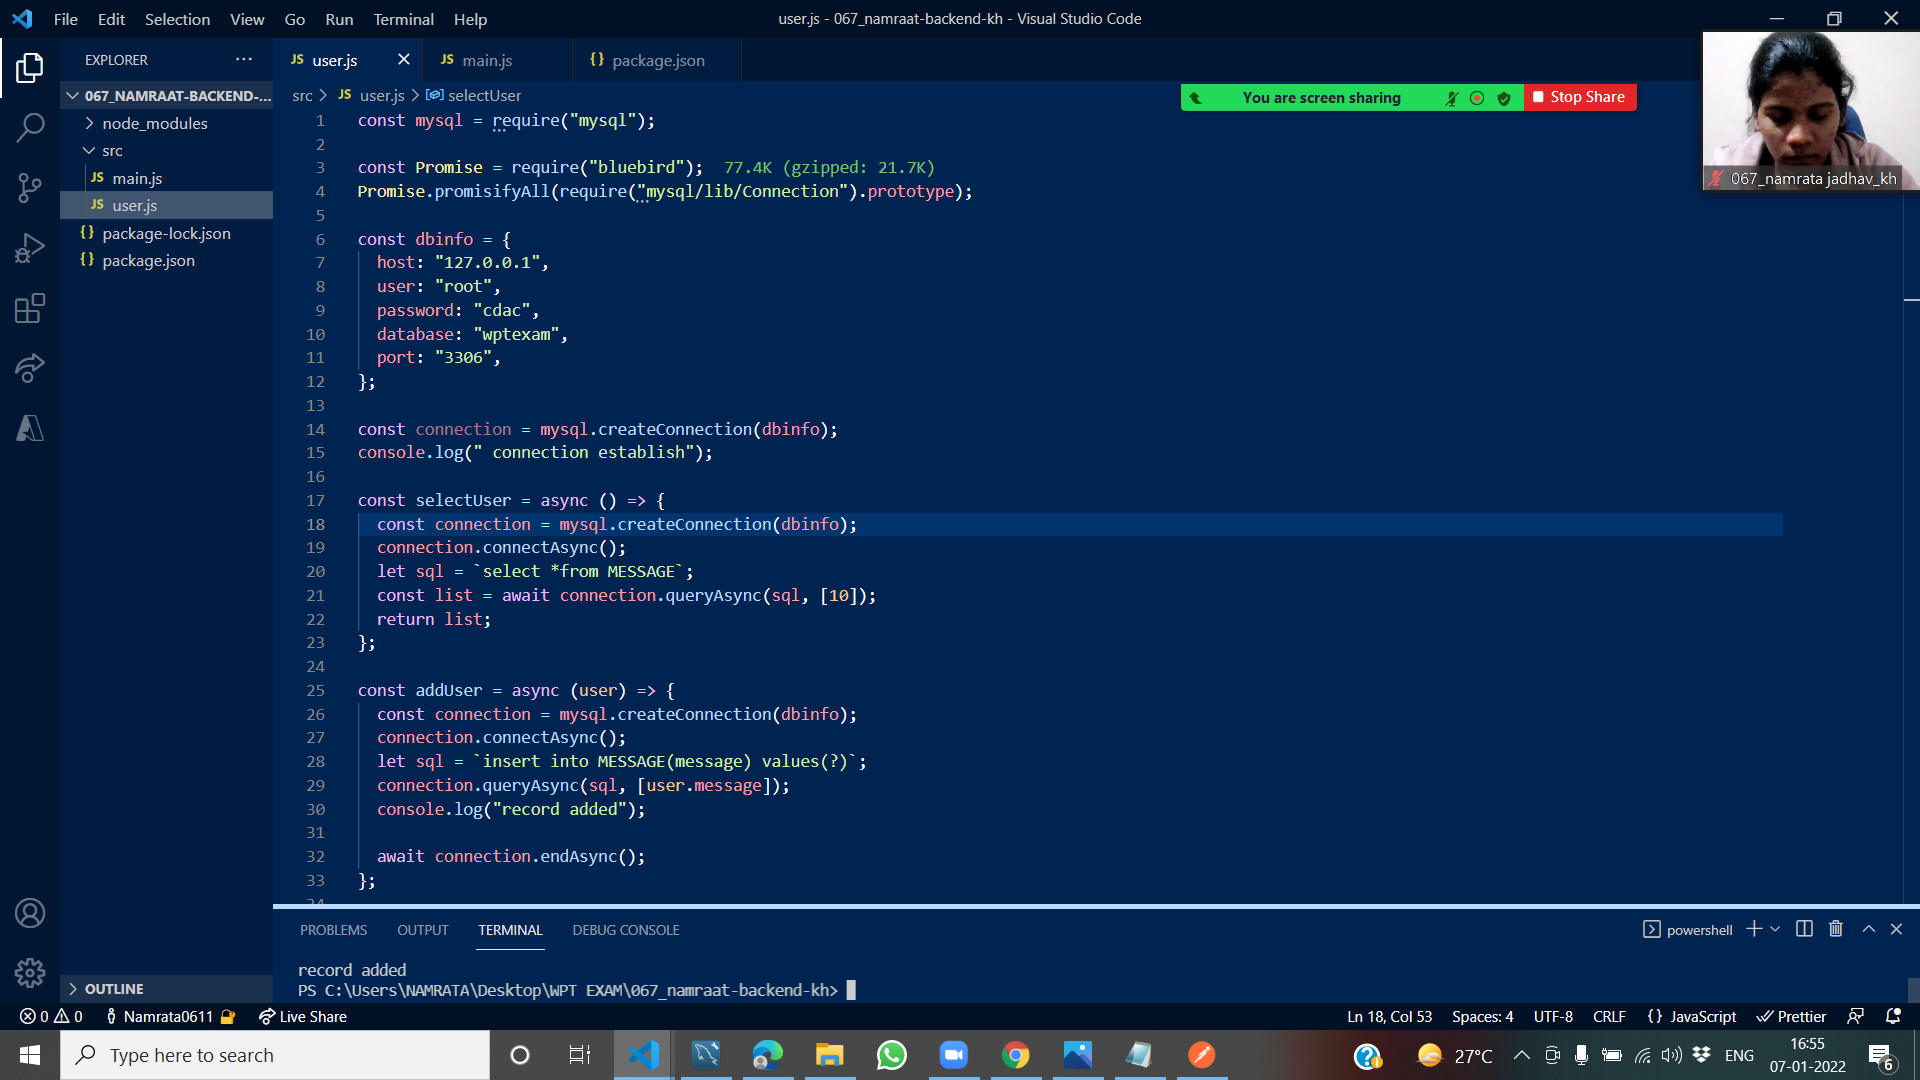 File Edit Selection View Go Run Terminal Help
user.js - 067_namraat-backend-kh - Visual Studio Code
EXPLORER
067_NAMRAAT-BACKEND-...
node_modules
src
JS main.js
JS user.js
{} package-lock.json
{} package.json
OUTLINE
JS user.js
JS main.js
{} package.json
src > JS user.js > selectUser
You are screen sharing
Stop Share
067_namrata jadhav_kh
1 const mysql = require("mysql");
2
3 const Promise = require("bluebird"); 77.4K (gzipped: 21.7K)
4 Promise.promisifyAll(require("mysql/lib/Connection").prototype);
5
6 const dbinfo = {
7 host: "127.0.0.1",
8 user: "root",
9 password: "cdac",
10 database: "wptexam",
11 port: "3306",
12 };
13
14 const connection = mysql.createConnection(dbinfo);
15 console.log(" connection establish");
16
17 const selectUser = async () => {
18 const connection = mysql.createConnection(dbinfo);
19 connection.connectAsync();
20 let sql = `select *from MESSAGE`;
21 const list = await connection.queryAsync(sql, [10]);
22 return list;
23 };
24
25 const addUser = async (user) => {
26 const connection = mysql.createConnection(dbinfo);
27 connection.connectAsync();
28 let sql = `insert into MESSAGE(message) values(?)`;
29 connection.queryAsync(sql, [user.message]);
30 console.log("record added");
31
32 await connection.endAsync();
33 };
34
PROBLEMS OUTPUT TERMINAL DEBUG CONSOLE
powershell
record added
PS C:\Users\NAMRATA\Desktop\WPT EXAM\067_namraat-backend-kh>
0 0 Namrata0611 Live Share
Ln 18, Col 53 Spaces: 4 UTF-8 CRLF {} JavaScript Prettier
Type here to search
27°C ENG
16:55
07-01-2022
6